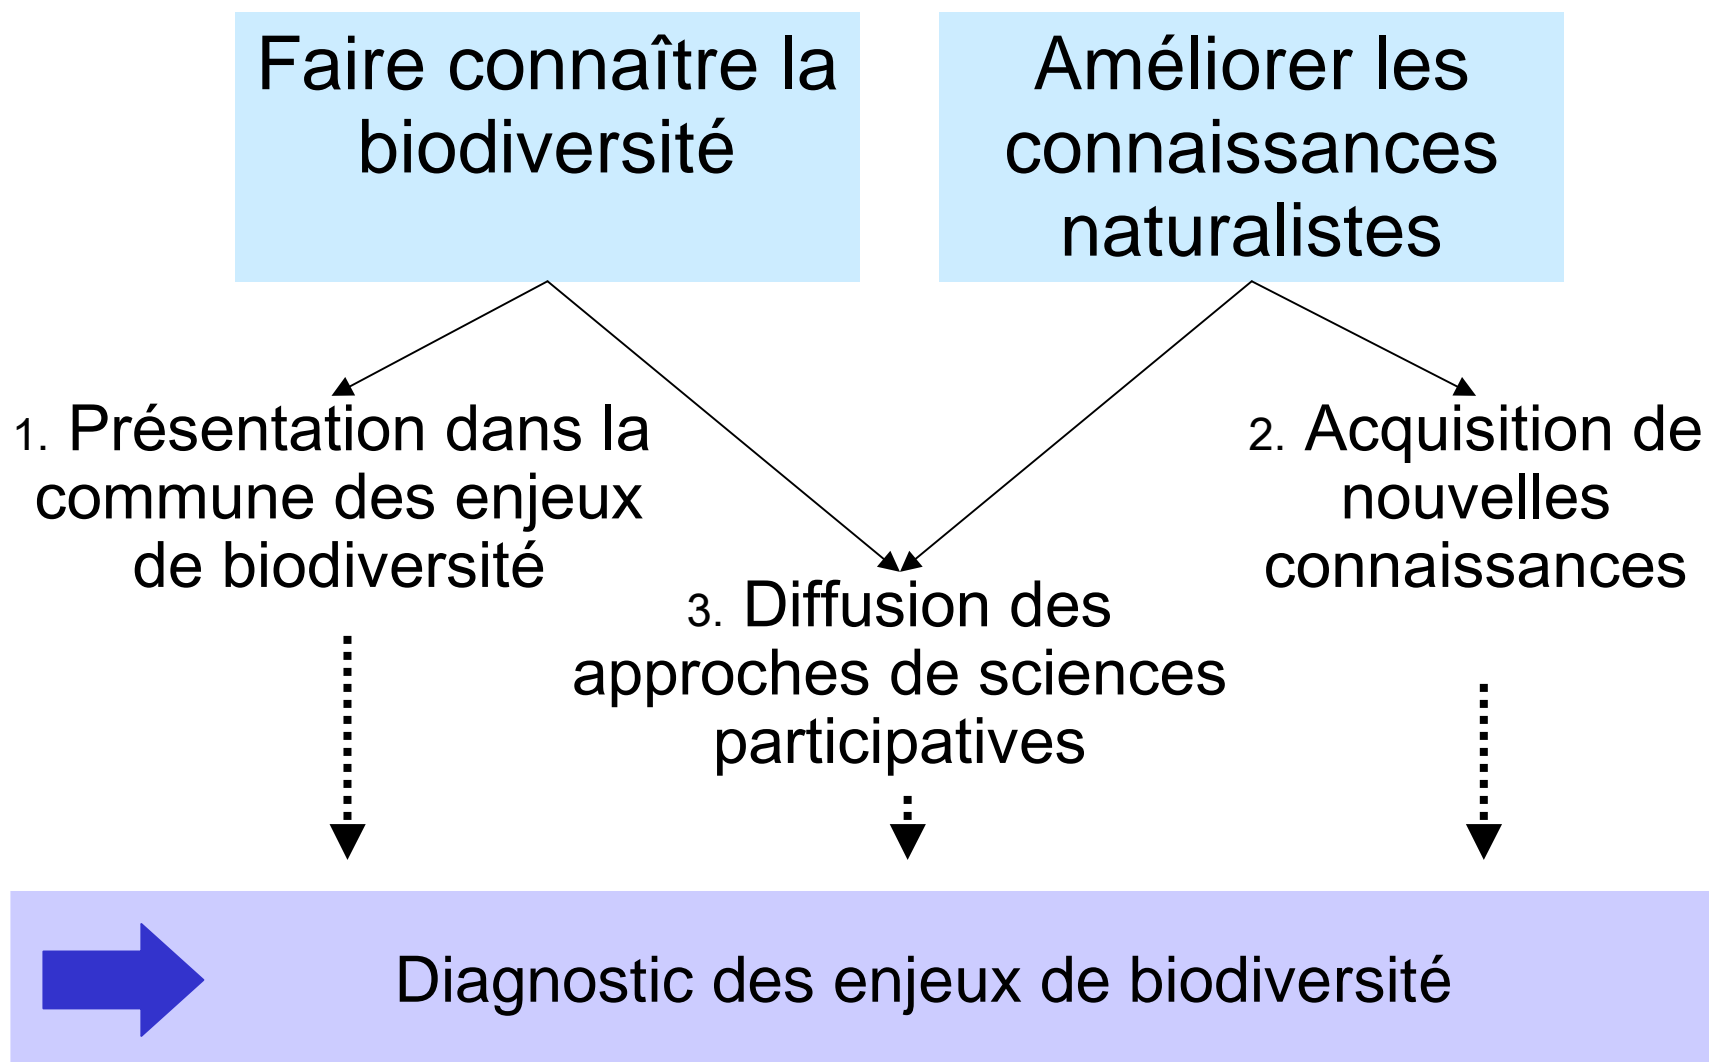 Faire connaître la
biodiversité
Améliorer les
connaissances
naturalistes
1. Présentation dans la
commune des enjeux
de biodiversité
2. Acquisition de
nouvelles
connaissances
3. Diffusion des
approches de sciences
participatives
Diagnostic des enjeux de biodiversité